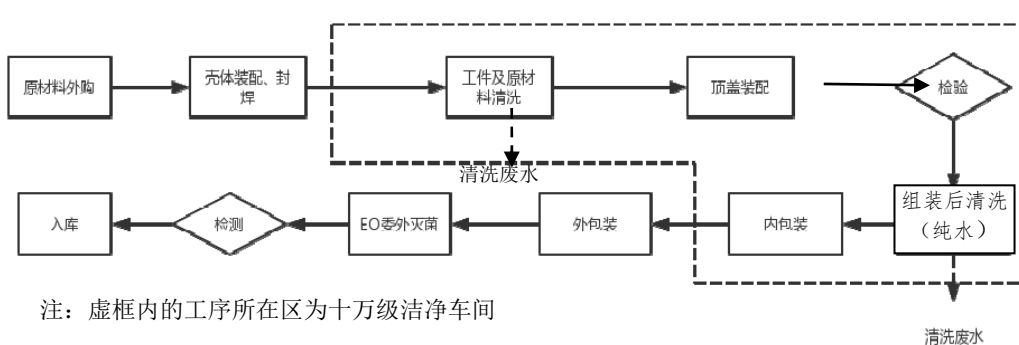 原材料外购
壳体装配、封
焊
工件及原材
料清洗
顶盖装配
检验
清洗废水
入库
检测
EO委外灭菌
外包装
内包装
组装后清洗
（纯水）
注：虚框内的工序所在区为十万级洁净车间
清洗废水